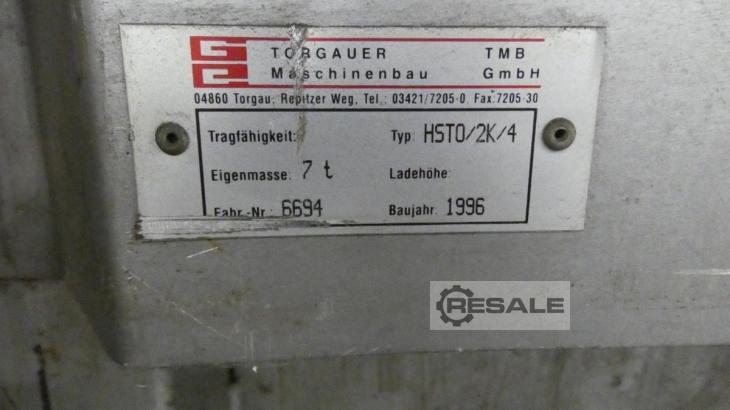 TORGAUER TMB
Maschinenbau GmbH
04860 Torgau, Repitzer Weg, Tel.: 03421/7205-0, Fax:7205-30
Tragfähigkeit: Typ: HSTO/2K/4
Eigenmasse: 7 t Ladehöhe:
Fabr.-Nr.: 6694 Baujahr: 1996
RESALE